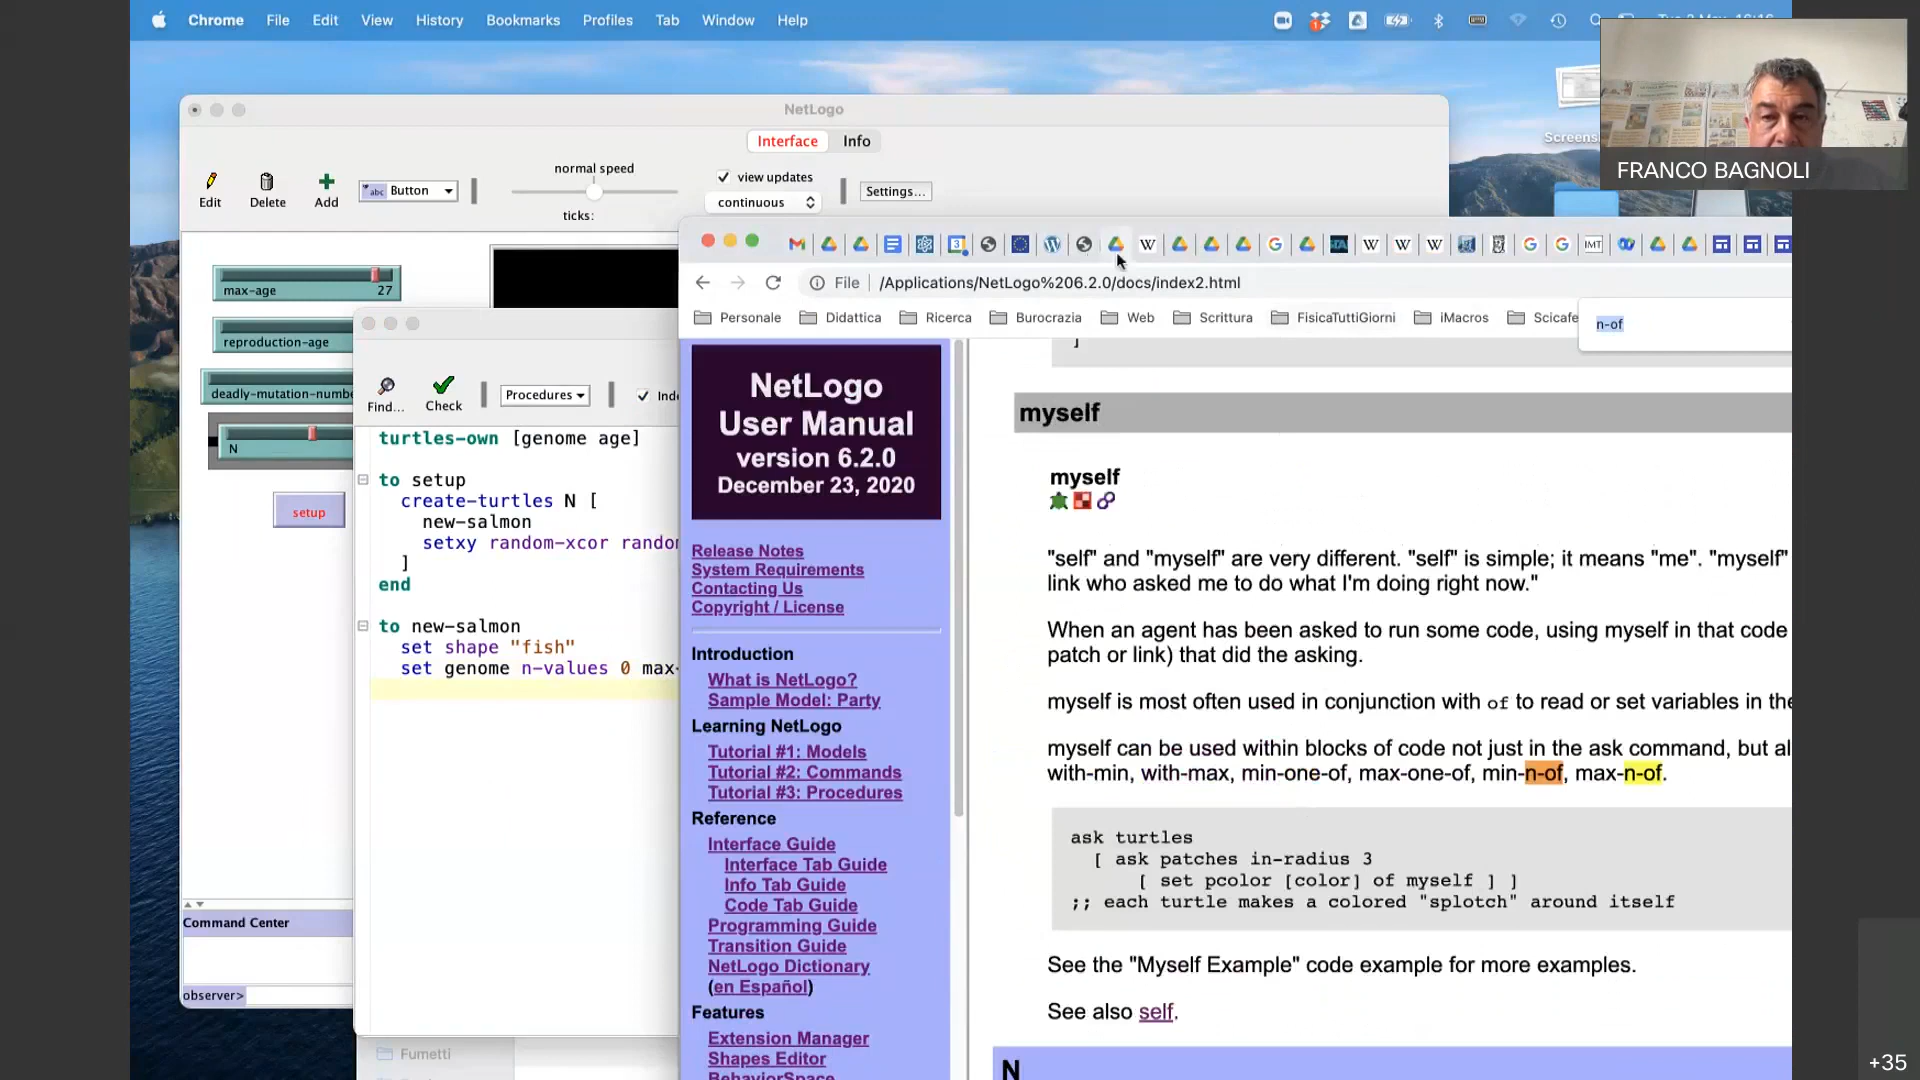 Chrome File Edit View History Bookmarks Profiles Tab Window Help
FRANCO BAGNOLI
NetLogo
Interface Info
normal speed
view updates
Edit Delete Add
abc Button
continuous
Settings...
ticks:
max-age 27
reproduction-age
deadly-mutation-numbe
N
setup
Find... Check Procedures Inde
turtles-own [genome age]
to setup
create-turtles N [
new-salmon
setxy random-xcor rando
]
end
to new-salmon
set shape "fish"
set genome n-values 0 max-
Command Center
observer>
Fumetti
File /Applications/NetLogo%206.2.0/docs/index2.html
Personale Didattica Ricerca Burocrazia Web Scrittura FisicaTuttiGiorni iMacros Scicafe
n-of
NetLogo
User Manual
version 6.2.0
December 23, 2020
Release Notes
System Requirements
Contacting Us
Copyright / License
Introduction
What is NetLogo?
Sample Model: Party
Learning NetLogo
Tutorial #1: Models
Tutorial #2: Commands
Tutorial #3: Procedures
Reference
Interface Guide
Interface Tab Guide
Info Tab Guide
Code Tab Guide
Programming Guide
Transition Guide
NetLogo Dictionary
(en Español)
Features
Extension Manager
Shapes Editor
BehaviorSpace
]
myself
myself
"self" and "myself" are very different. "self" is simple; it means "me". "myself"
link who asked me to do what I'm doing right now."
When an agent has been asked to run some code, using myself in that code
patch or link) that did the asking.
myself is most often used in conjunction with of to read or set variables in the
myself can be used within blocks of code not just in the ask command, but al
with-min, with-max, min-one-of, max-one-of, min-n-of, max-n-of.
ask turtles
[ ask patches in-radius 3
[ set pcolor [color] of myself ] ]
;; each turtle makes a colored "splotch" around itself
See the "Myself Example" code example for more examples.
See also self.
N
+35